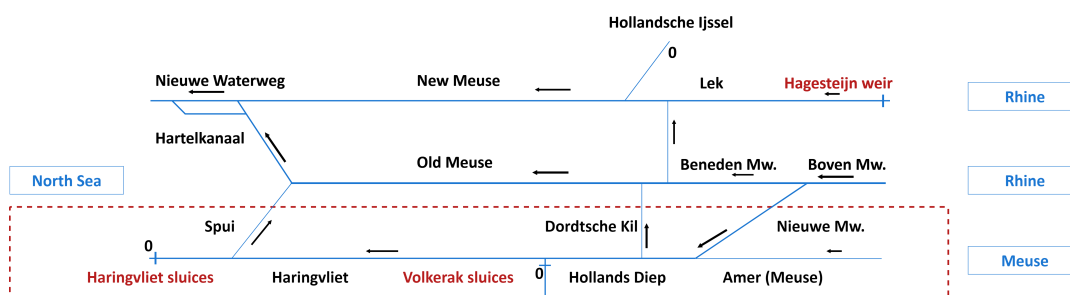 Hollandsche Ijssel
0
Nieuwe Waterweg
New Meuse
Lek
Hagesteijn weir
Rhine
Hartelkanaal
Old Meuse
Beneden Mw.
Boven Mw.
North Sea
Rhine
Spui
Dordtsche Kil
Nieuwe Mw.
0
Meuse
Haringvliet sluices
Haringvliet
Volkerak sluices
0
Hollands Diep
Amer (Meuse)